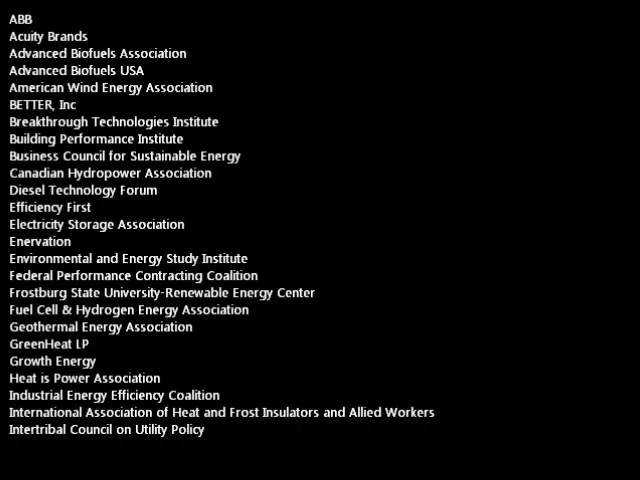 ABB
Acuity Brands
Advanced Biofuels Association
Advanced Biofuels USA
American Wind Energy Association
BETTER, Inc
Breakthrough Technologies Institute
Building Performance Institute
Business Council for Sustainable Energy
Canadian Hydropower Association
Diesel Technology Forum
Efficiency First
Electricity Storage Association
Enervation
Environmental and Energy Study Institute
Federal Performance Contracting Coalition
Frostburg State University-Renewable Energy Center
Fuel Cell & Hydrogen Energy Association
Geothermal Energy Association
GreenHeat LP
Growth Energy
Heat is Power Association
Industrial Energy Efficiency Coalition
International Association of Heat and Frost Insulators and Allied Workers
Intertribal Council on Utility Policy